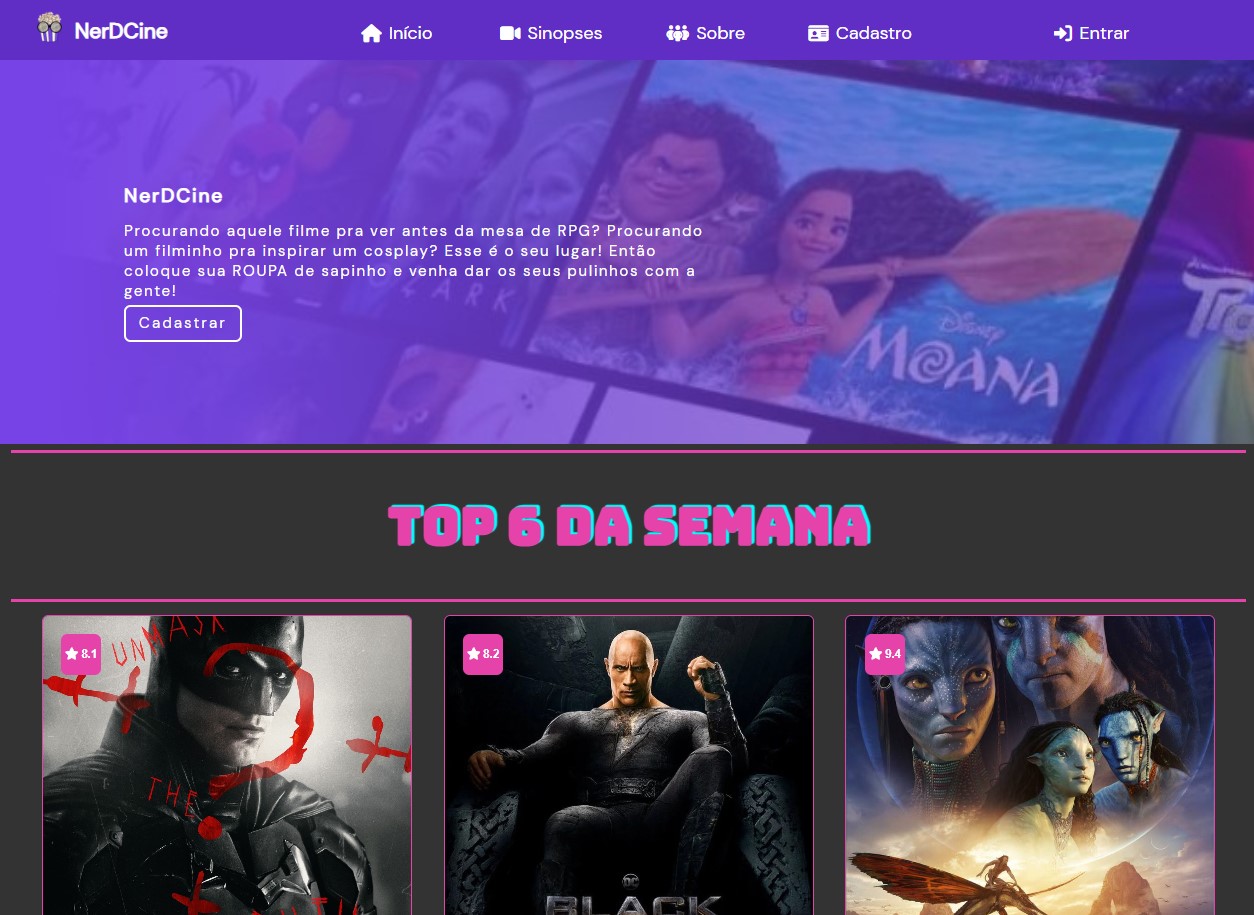 NerDCine
Início
Sinopses
Sobre
Cadastro
Entrar
NerDCine
Procurando aquele filme pra ver antes da mesa de RPG? Procurando
um filminho pra inspirar um cosplay? Esse é o seu lugar! Então
coloque sua ROUPA de sapinho e venha dar os seus pulinhos com a
gente!
Cadastrar
OZARK
DISNEY
MOANA
TOP 6 DA SEMANA
8.1
UNMASK
THE
8.2
DC
BLACK
9.4